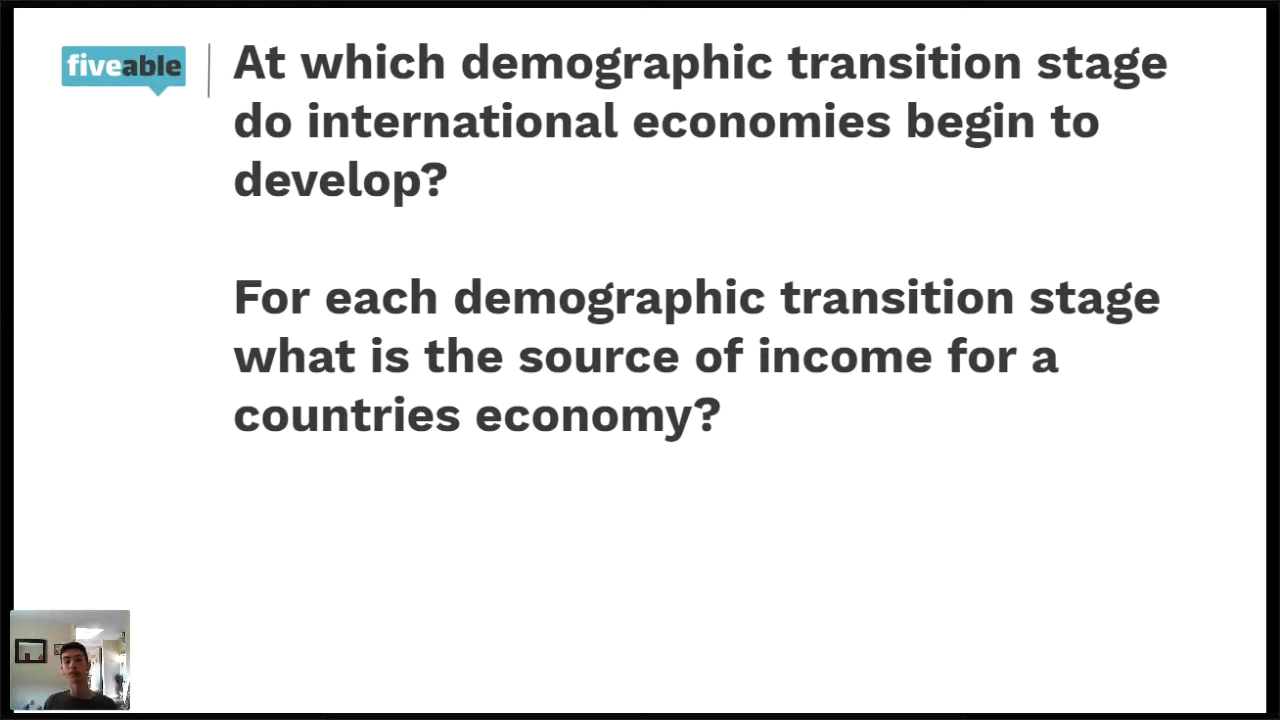 fiveable
At which demographic transition stage
do international economies begin to
develop?
For each demographic transition stage
what is the source of income for a
countries economy?